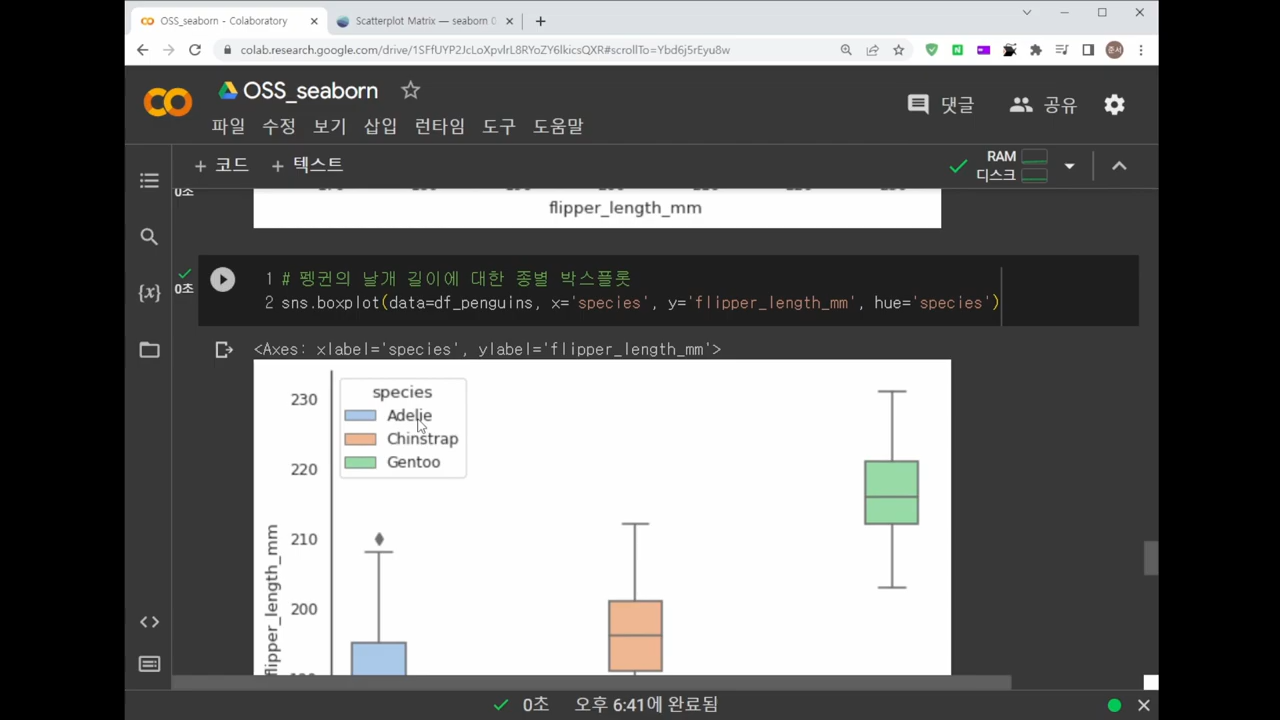 OSS_seaborn - Colaboratory
Scatterplot Matrix — seaborn 0
colab.research.google.com/drive/1SFfUYP2JcLoXpvlrL8RYoZY6lkicsQXR#scrollTo=Ybd6j5rEyu8w
준서
OSS_seaborn
댓글
공유
파일 수정 보기 삽입 런타임 도구 도움말
+ 코드 + 텍스트
RAM
디스크
0초
flipper_length_mm
0초
1 # 펭귄의 날개 길이에 대한 종별 박스플롯
2 sns.boxplot(data=df_penguins, x='species', y='flipper_length_mm', hue='species')
<Axes: xlabel='species', ylabel='flipper_length_mm'>
species
Adelie
Chinstrap
Gentoo
230
220
210
200
flipper_length_mm
0초 오후 6:41에 완료됨